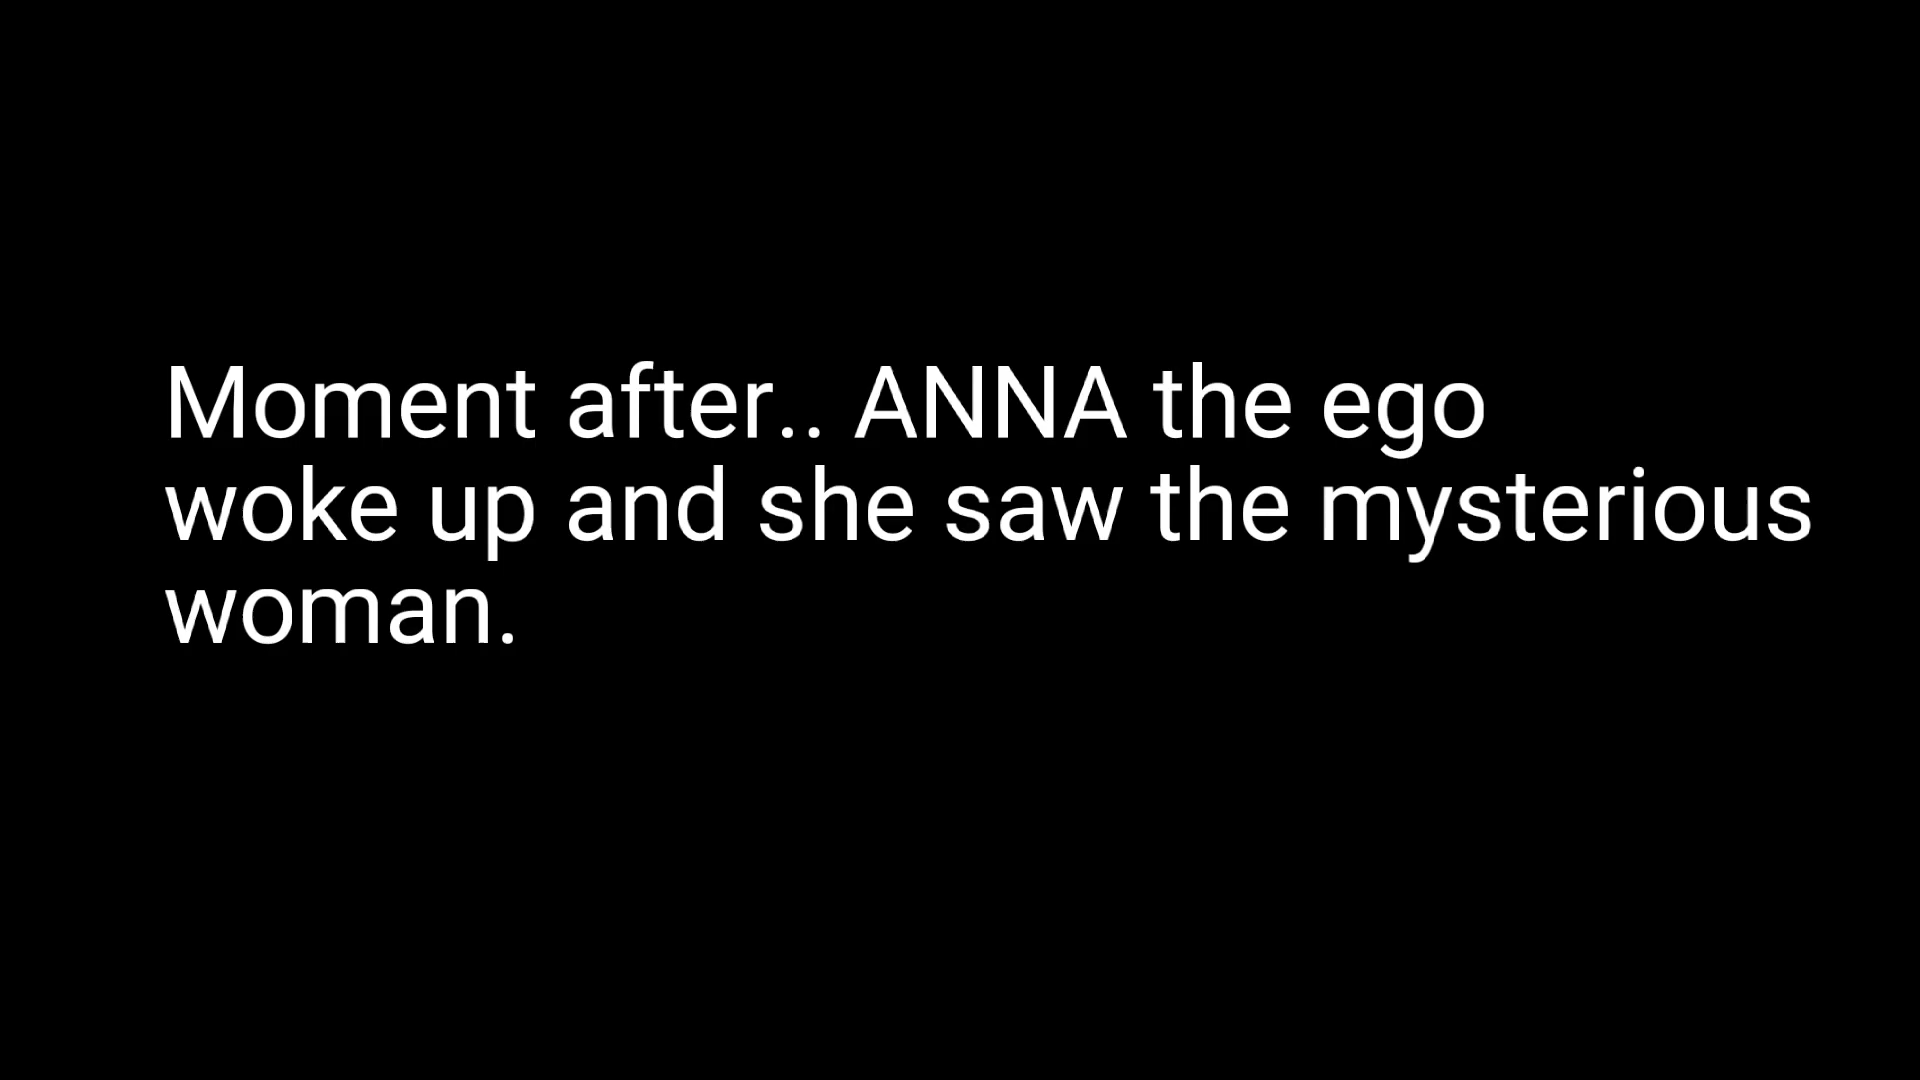 Moment after.. ANNA the ego
woke up and she saw the mysterious
woman.